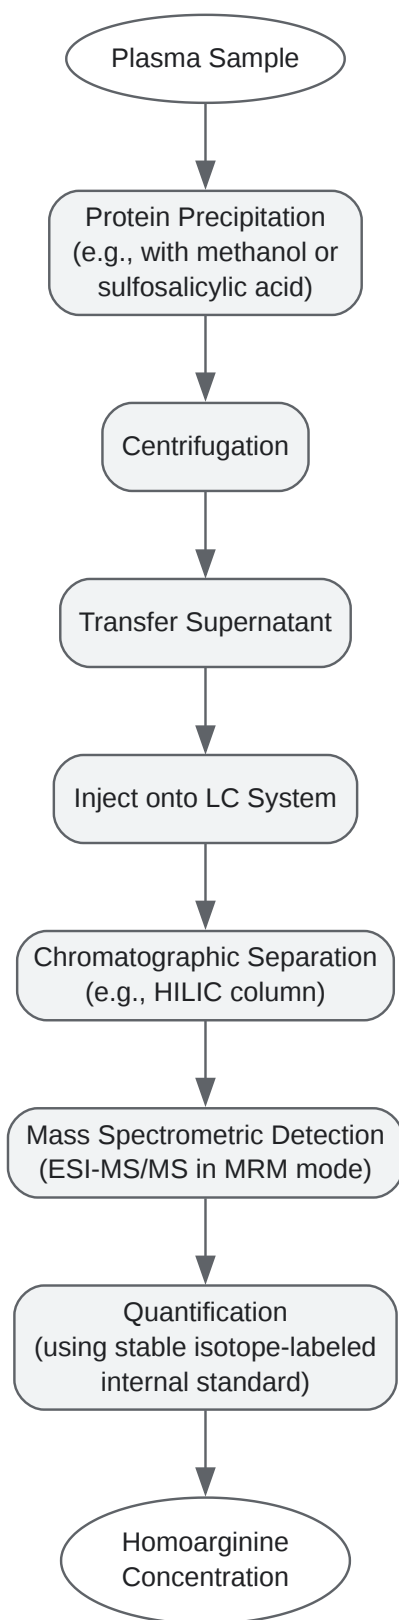 Plasma Sample
Protein Precipitation
(e.g., with methanol or
sulfosalicylic acid)
Centrifugation
Transfer Supernatant
Inject onto LC System
Chromatographic Separation
(e.g., HILIC column)
Mass Spectrometric Detection
(ESI-MS/MS in MRM mode)
Quantification
(using stable isotope-labeled
internal standard)
Homoarginine
Concentration